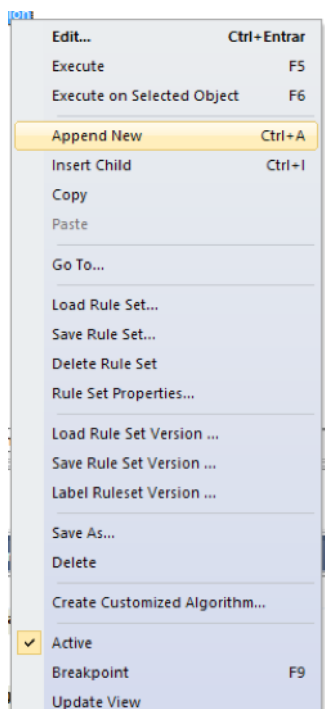 ion
Edit... Ctrl+Entrar
Execute F5
Execute on Selected Object F6
Append New Ctrl+A
Insert Child Ctrl+I
Copy
Paste
Go To...
Load Rule Set...
Save Rule Set...
Delete Rule Set
Rule Set Properties...
Load Rule Set Version ...
Save Rule Set Version ...
Label Ruleset Version ...
Save As...
Delete
Create Customized Algorithm...
Active
Breakpoint F9
Update View